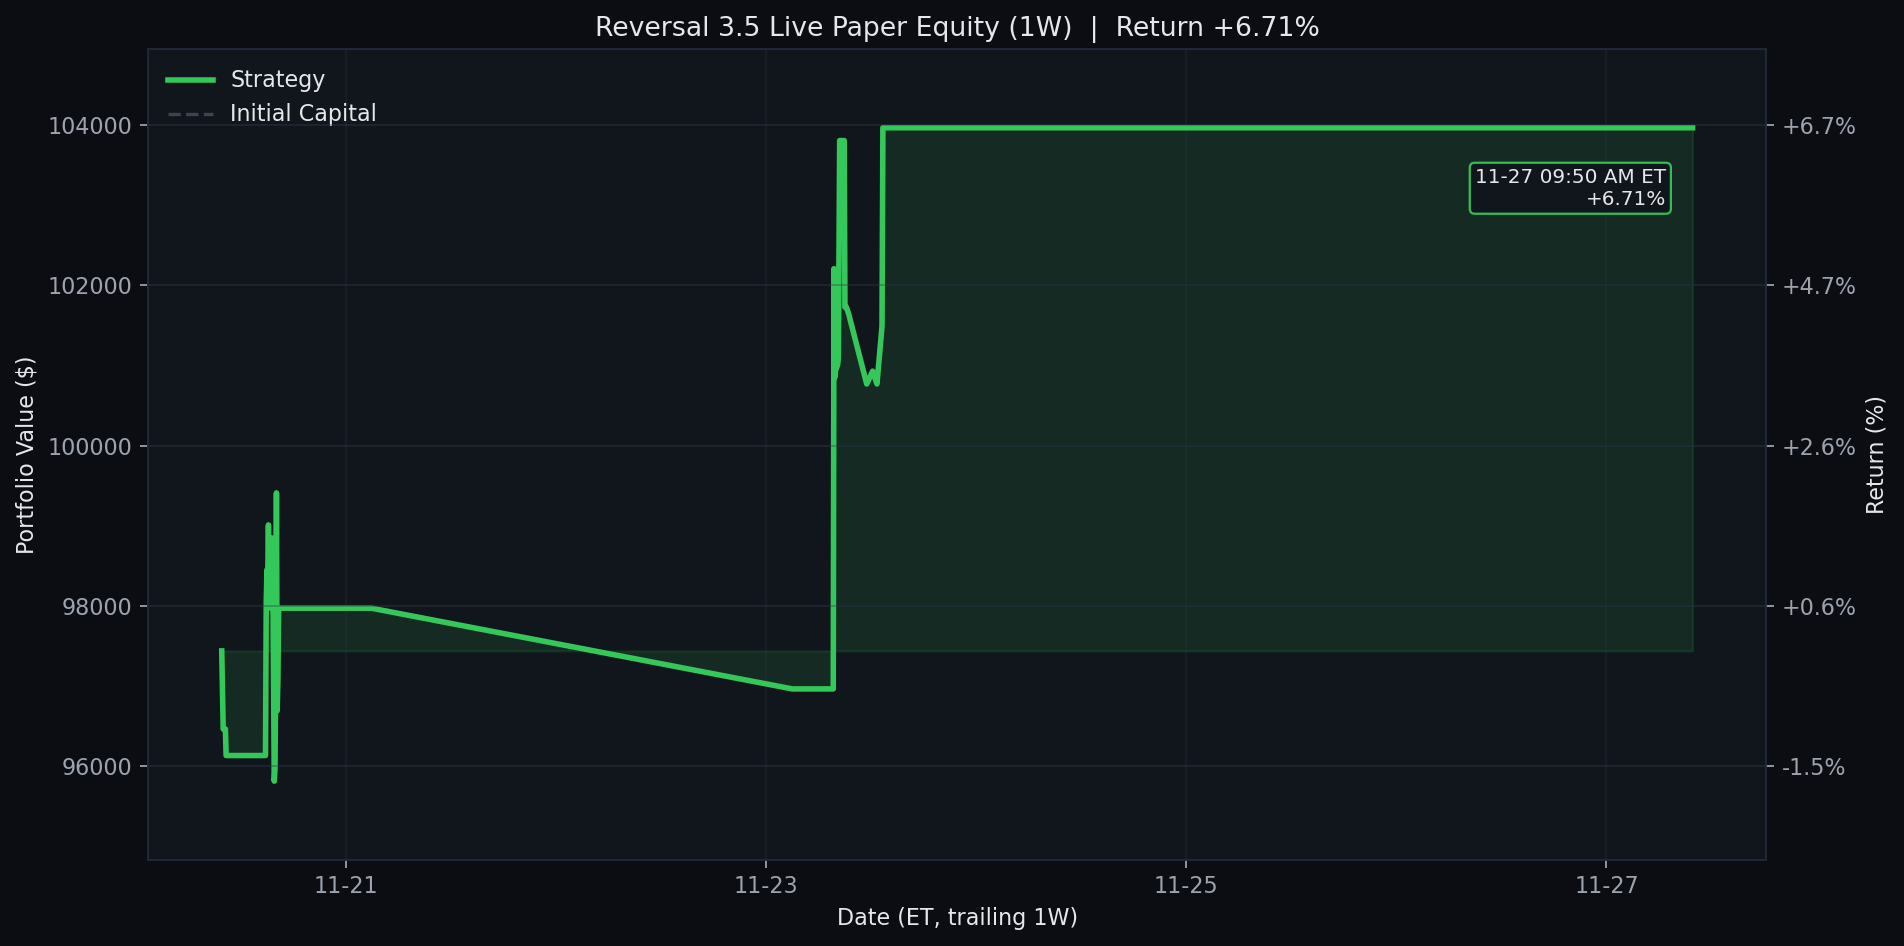 Reversal 3.5 Live Paper Equity (1W)  |  Return +6.71%
Strategy
Initial Capital
104000
102000
100000
98000
96000
Portfolio Value ($)
+6.7%
+4.7%
+2.6%
+0.6%
-1.5%
Return (%)
11-27 09:50 AM ET
+6.71%
11-21
11-23
11-25
11-27
Date (ET, trailing 1W)